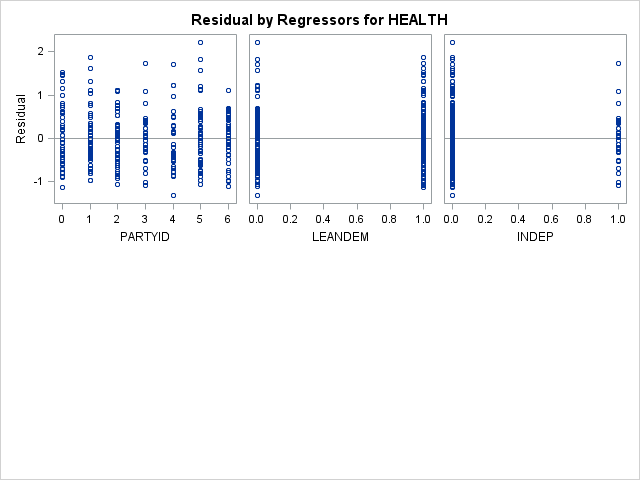 Residual by Regressors for HEALTH
Residual
2
1
0
-1
0 1 2 3 4 5 6
0.0 0.2 0.4 0.6 0.8 1.0
0.0 0.2 0.4 0.6 0.8 1.0
PARTYID
LEANDEM
INDEP